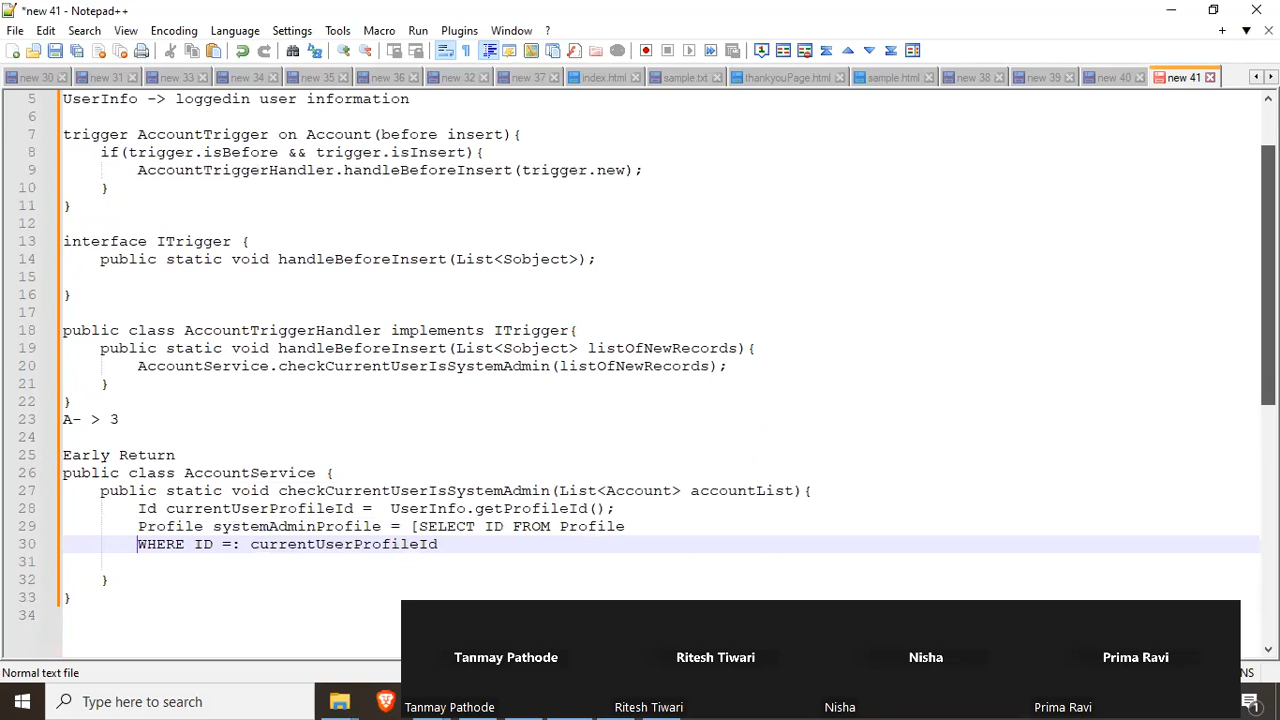 *new 41 - Notepad++
File Edit Search View Encoding Language Settings Tools Macro Run Plugins Window ?
new 30 new 31 new 33 new 34 new 35 new 36 new 32 new 37 index.html sample.txt thankyouPage.html sample.html new 38 new 39 new 40 new 41
5 UserInfo -> loggedin user information
6
7 trigger AccountTrigger on Account(before insert){
8 if(trigger.isBefore && trigger.isInsert){
9 AccountTriggerHandler.handleBeforeInsert(trigger.new);
10 }
11 }
12
13 interface ITrigger {
14 public static void handleBeforeInsert(List<Sobject>);
15
16 }
17
18 public class AccountTriggerHandler implements ITrigger{
19 public static void handleBeforeInsert(List<Sobject> listOfNewRecords){
20 AccountService.checkCurrentUserIsSystemAdmin(listOfNewRecords);
21 }
22 }
23 A- > 3
24
25 Early Return
26 public class AccountService {
27 public static void checkCurrentUserIsSystemAdmin(List<Account> accountList){
28 Id currentUserProfileId = UserInfo.getProfileId();
29 Profile systemAdminProfile = [SELECT ID FROM Profile
30 WHERE ID =: currentUserProfileId
31
32 }
33 }
34
Tanmay Pathode Ritesh Tiwari Nisha Prima Ravi
Normal text file NS
Type here to search
Tanmay Pathode Ritesh Tiwari Nisha Prima Ravi
1